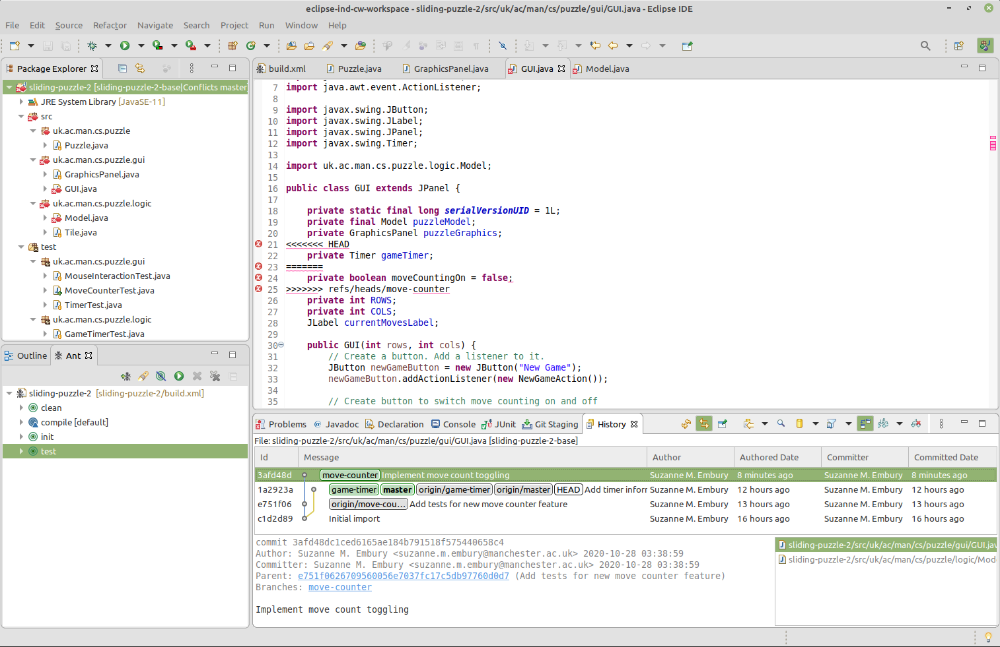 eclipse-ind-cw-workspace - sliding-puzzle-2/src/uk/ac/man/cs/puzzle/gui/GUI.java - Eclipse IDE
File Edit Source Refactor Navigate Search Project Run Window Help
Package Explorer
sliding-puzzle-2 [sliding-puzzle-2-base|Conflicts master
JRE System Library [JavaSE-11]
src
uk.ac.man.cs.puzzle
Puzzle.java
uk.ac.man.cs.puzzle.gui
GraphicsPanel.java
GUI.java
uk.ac.man.cs.puzzle.logic
Model.java
Tile.java
test
uk.ac.man.cs.puzzle.gui
MouseInteractionTest.java
MoveCounterTest.java
TimerTest.java
uk.ac.man.cs.puzzle.logic
GameTimerTest.java
Outline Ant
sliding-puzzle-2 [sliding-puzzle-2/build.xml]
clean
compile [default]
init
test
build.xml Puzzle.java GraphicsPanel.java GUI.java Model.java
7 import java.awt.event.ActionListener;
8
9 import javax.swing.JButton;
10 import javax.swing.JLabel;
11 import javax.swing.JPanel;
12 import javax.swing.Timer;
13
14 import uk.ac.man.cs.puzzle.logic.Model;
15
16 public class GUI extends JPanel {
17
18 private static final long serialVersionUID = 1L;
19 private final Model puzzleModel;
20 private GraphicsPanel puzzleGraphics;
21 <<<<<<< HEAD
22 private Timer gameTimer;
23 =======
24 private boolean moveCountingOn = false;
25 >>>>>>> refs/heads/move-counter
26 private int ROWS;
27 private int COLS;
28 JLabel currentMovesLabel;
29
30 public GUI(int rows, int cols) {
31 // Create a button. Add a listener to it.
32 JButton newGameButton = new JButton("New Game");
33 newGameButton.addActionListener(new NewGameAction());
34
35 // Create button to switch move counting on and off
Problems @ Javadoc Declaration Console JUnit Git Staging History
File: sliding-puzzle-2/src/uk/ac/man/cs/puzzle/gui/GUI.java [sliding-puzzle-2-base]
Id Message Author Authored Date Committer Committed Date
3afd48d move-counter Implement move count toggling Suzanne M. Embury 8 minutes ago Suzanne M. Embury 8 minutes ago
1a2923a game-timer master origin/game-timer origin/master HEAD Add timer inforr Suzanne M. Embury 12 hours ago Suzanne M. Embury 12 hours ago
e751f06 origin/move-cou... Add tests for new move counter feature Suzanne M. Embury 13 hours ago Suzanne M. Embury 13 hours ago
c1d2d89 Initial import Suzanne M. Embury 16 hours ago Suzanne M. Embury 16 hours ago
commit 3afd48dc1ced6165ae184b791518f575440658c4
Author: Suzanne M. Embury <suzanne.m.embury@manchester.ac.uk> 2020-10-28 03:38:59
Committer: Suzanne M. Embury <suzanne.m.embury@manchester.ac.uk> 2020-10-28 03:38:59
Parent: e751f0626709560056e7037fc17c5db97760d0d7 (Add tests for new move counter feature)
Branches: move-counter
Implement move count toggling
sliding-puzzle-2/src/uk/ac/man/cs/puzzle/gui/GUI.jav
sliding-puzzle-2/src/uk/ac/man/cs/puzzle/logic/Mod